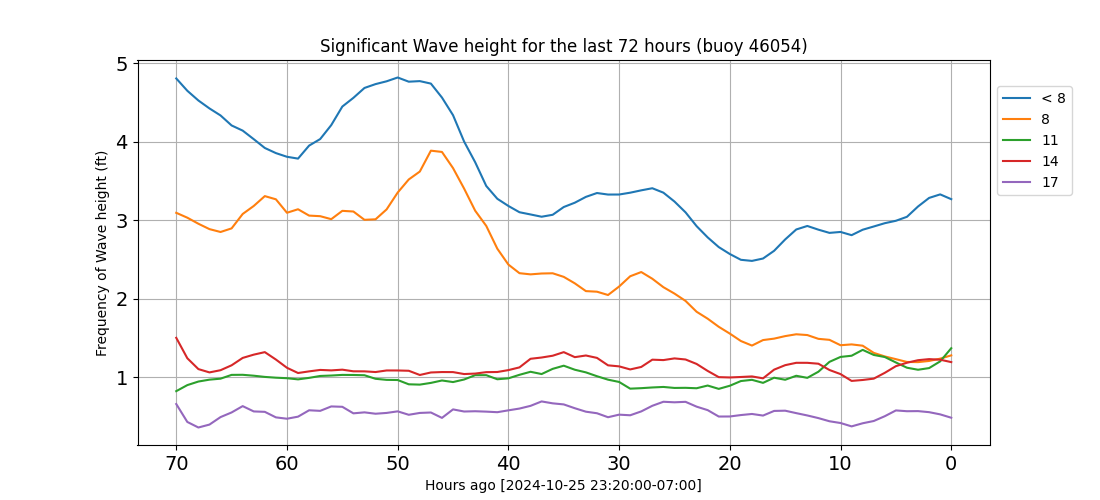 Significant Wave height for the last 72 hours (buoy 46054)
Frequency of Wave height (ft)
5
4
3
2
1
70 60 50 40 30 20 10 0
Hours ago [2024-10-25 23:20:00-07:00]
< 8
8
11
14
17